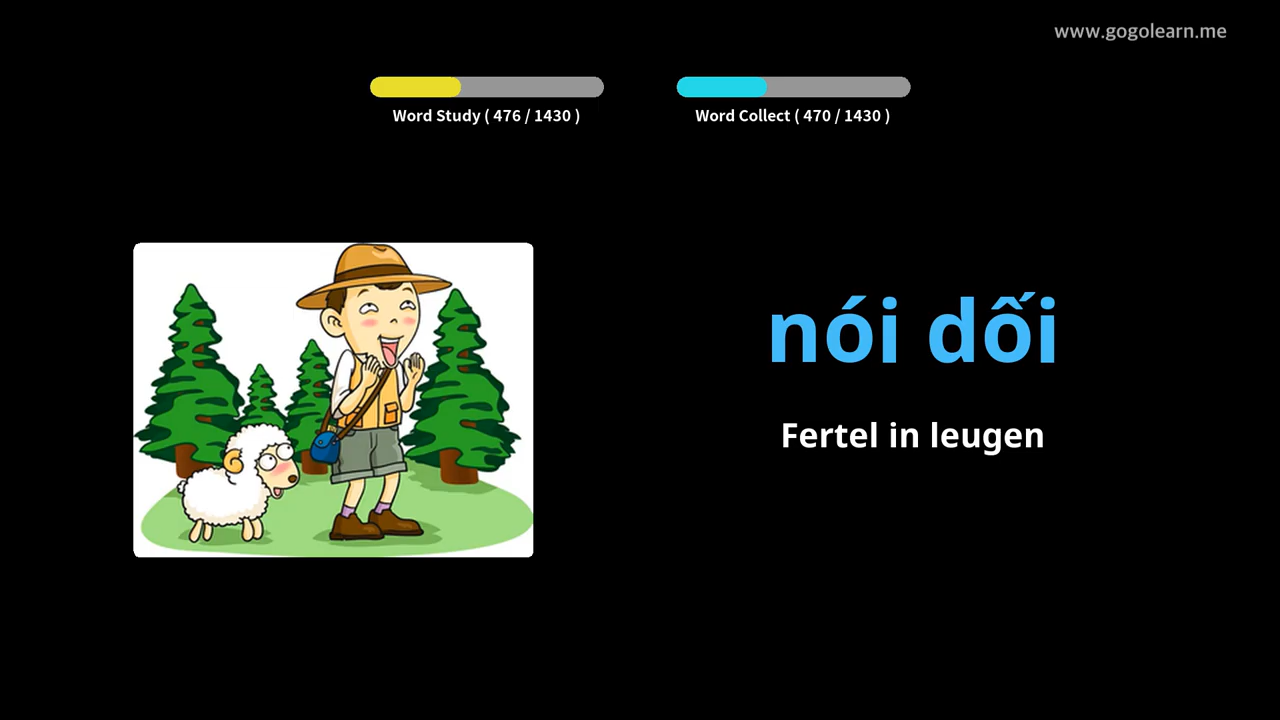 www.gogolearn.me
Word Study ( 476 / 1430 )
Word Collect ( 470 / 1430 )
nói dối
Fertel in leugen